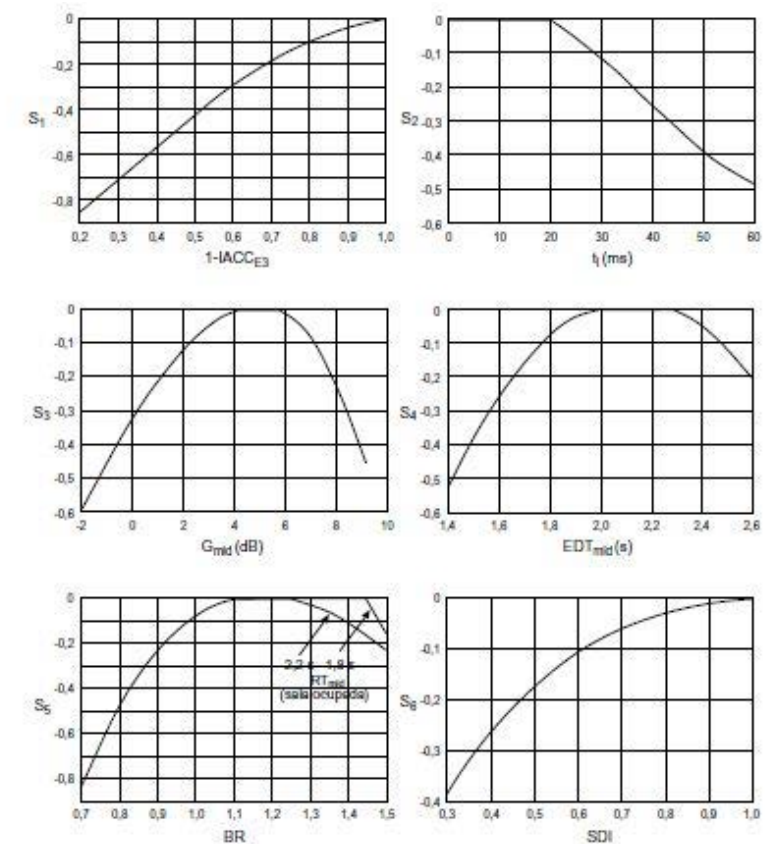 0
-0,2
S1
-0,4
-0,6
-0,8
0,2 0,3 0,4 0,5 0,6 0,7 0,8 0,9 1,0
1-IACCE3
0
-0,1
-0,2
S2
-0,3
-0,4
-0,5
-0,6
0 10 20 30 40 50 60
tI (ms)
0
-0,1
-0,2
S3
-0,3
-0,4
-0,5
-0,6
-2 0 2 4 6 8 10
Gmid (dB)
0
-0,1
-0,2
S4
-0,3
-0,4
-0,5
-0,6
1,4 1,6 1,8 2,0 2,2 2,4 2,6
EDTmid (s)
0
-0,2
-0,4
S5
-0,6
-0,8
2,2 s 1,8 s
RTmid
(sala ocupada)
0,7 0,8 0,9 1,0 1,1 1,2 1,3 1,4 1,5
BR
0
-0,1
-0,2
S6
-0,3
-0,4
0,3 0,4 0,5 0,6 0,7 0,8 0,9 1,0
SDI